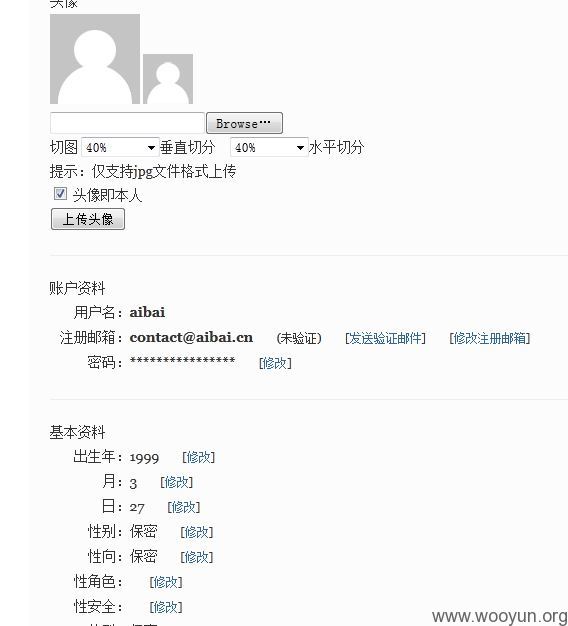 头像
Browse…
切图 40% 垂直切分 40% 水平切分
提示：仅支持jpg文件格式上传
头像即本人
上传头像
账户资料
用户名：aibai
注册邮箱：contact@aibai.cn (未验证) [发送验证邮件] [修改注册邮箱]
密码：**************** [修改]
基本资料
出生年：1999 [修改]
月：3 [修改]
日：27 [修改]
性别：保密 [修改]
性向：保密 [修改]
性角色： [修改]
性安全： [修改]
www.wooyun.org